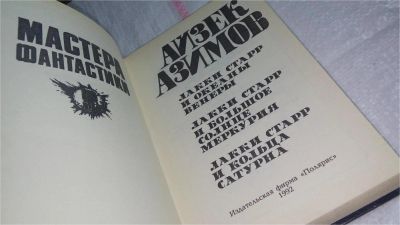 МАСТЕРА
ФАНТАСТИКИ
АЙЗЕК
АЗИМОВ
ЛАККИ СТАРР
И ОКЕАНЫ
ВЕНЕРЫ
ЛАККИ СТАРР
И БОЛЬШОЕ
СОЛНЦЕ
МЕРКУРИЯ
ЛАККИ СТАРР
И КОЛЬЦА
САТУРНА
Издательская фирма «Полярис»
1992